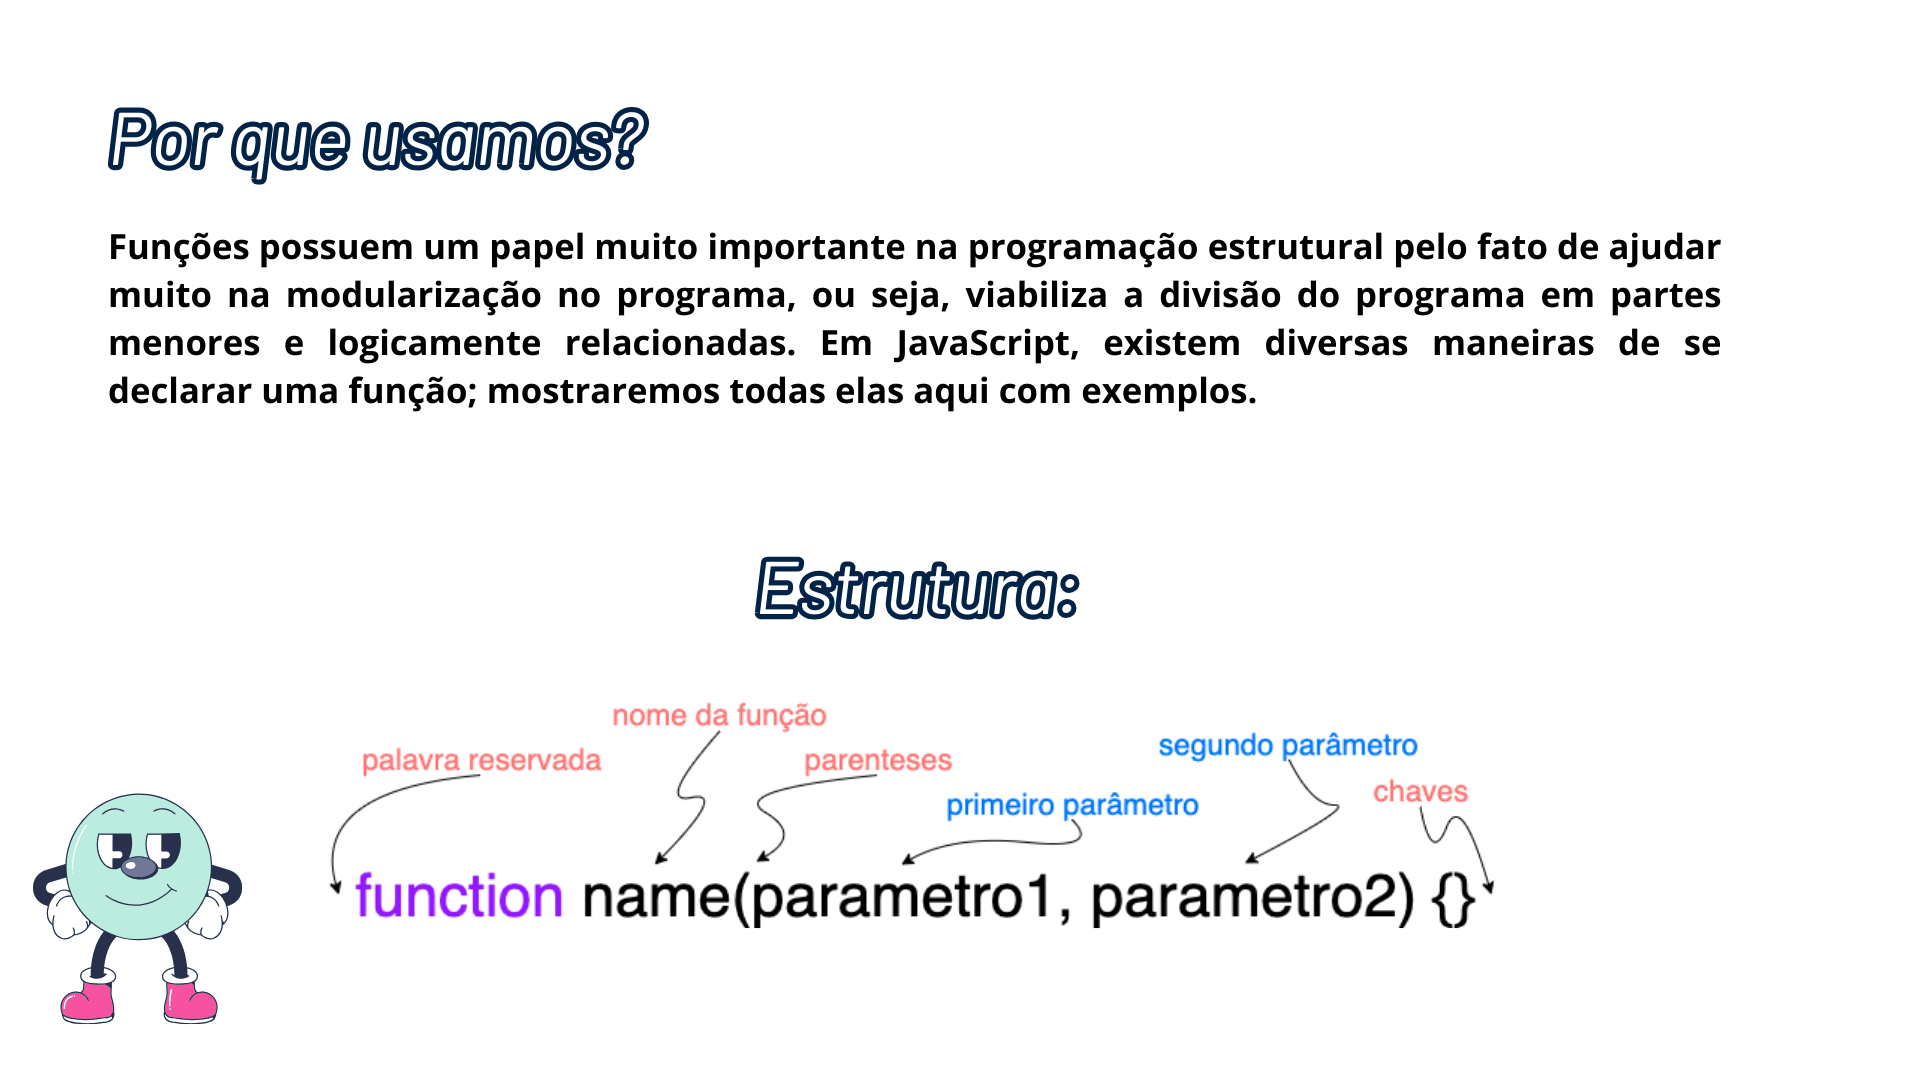 Por que usamos?
Funções possuem um papel muito importante na programação estrutural pelo fato de ajudar
muito na modularização no programa, ou seja, viabiliza a divisão do programa em partes
menores e logicamente relacionadas. Em JavaScript, existem diversas maneiras de se
declarar uma função; mostraremos todas elas aqui com exemplos.
Estrutura:
nome da função
palavra reservada
parenteses
segundo parâmetro
chaves
primeiro parâmetro
function name(parametro1, parametro2) {}